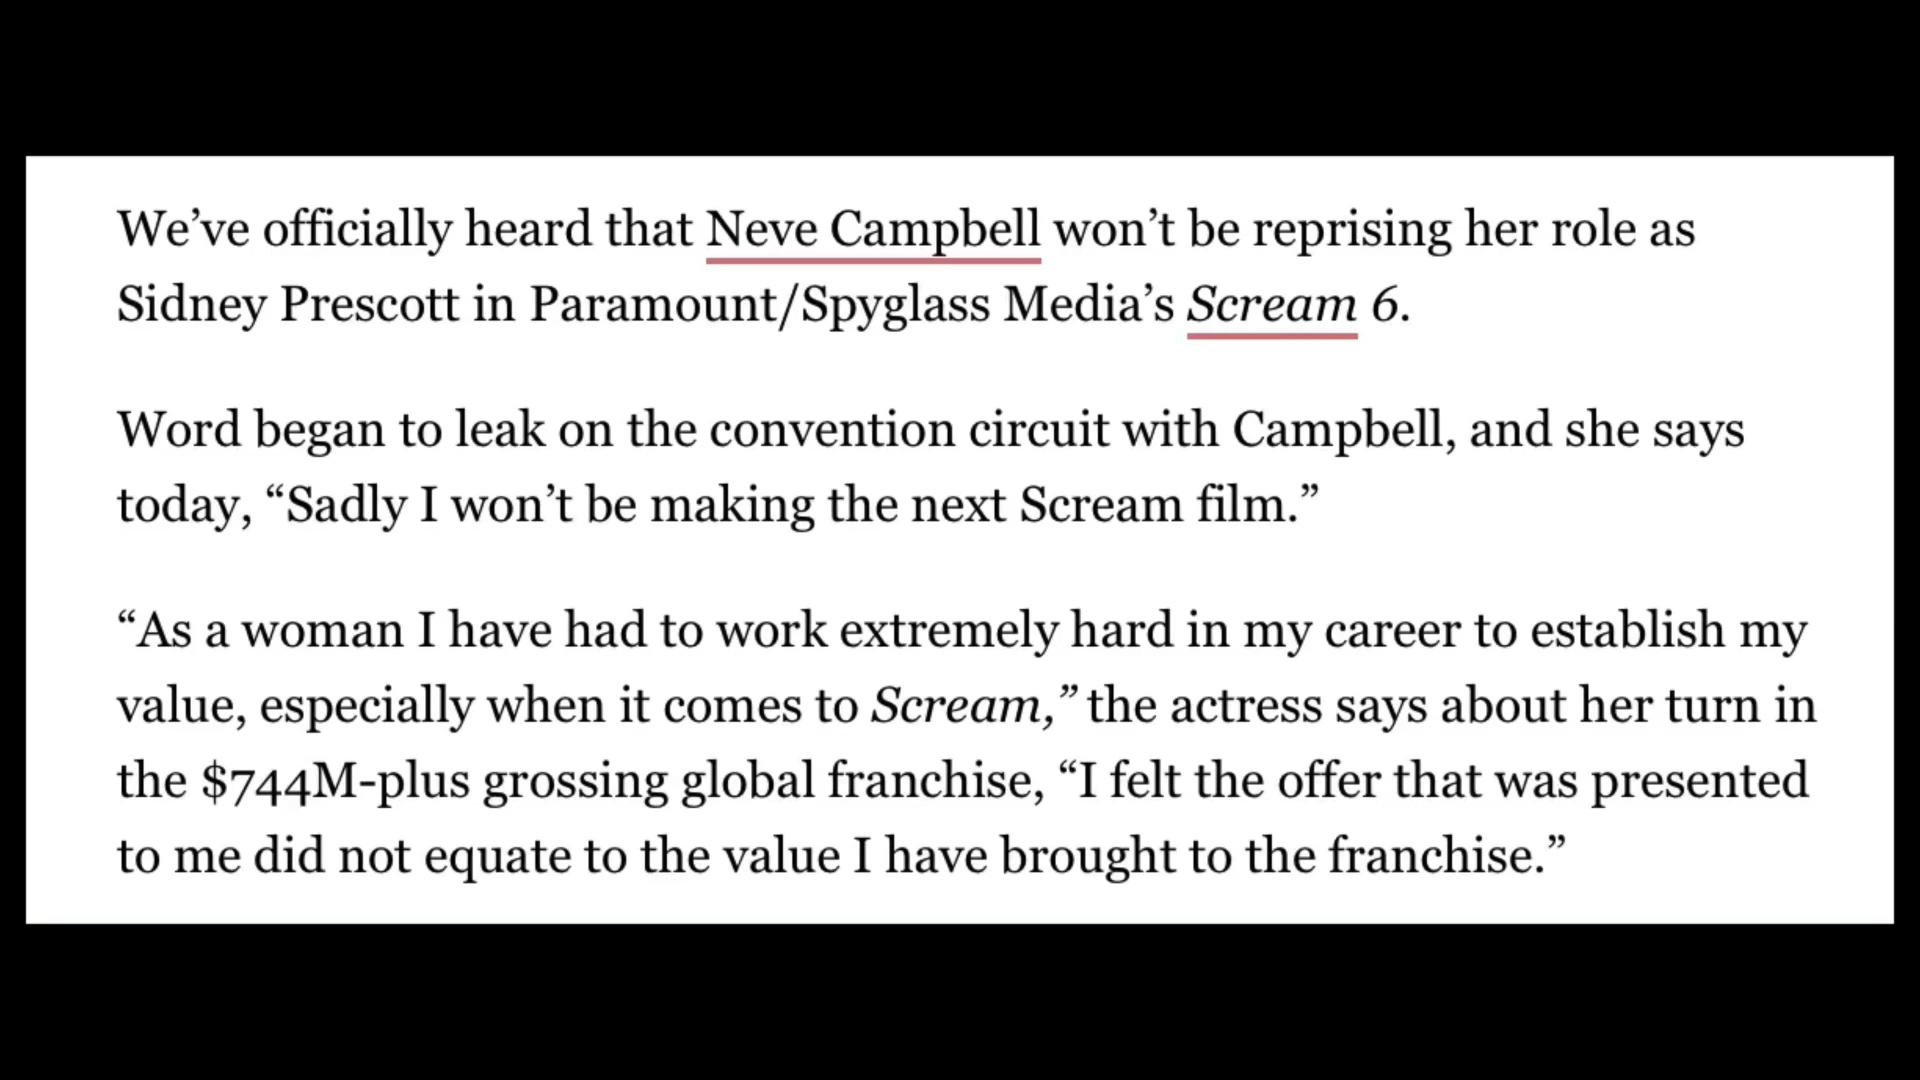 We’ve officially heard that Neve Campbell won’t be reprising her role as
Sidney Prescott in Paramount/Spyglass Media’s Scream 6.
Word began to leak on the convention circuit with Campbell, and she says
today, “Sadly I won’t be making the next Scream film.”
“As a woman I have had to work extremely hard in my career to establish my
value, especially when it comes to Scream,” the actress says about her turn in
the $744M-plus grossing global franchise, “I felt the offer that was presented
to me did not equate to the value I have brought to the franchise.”